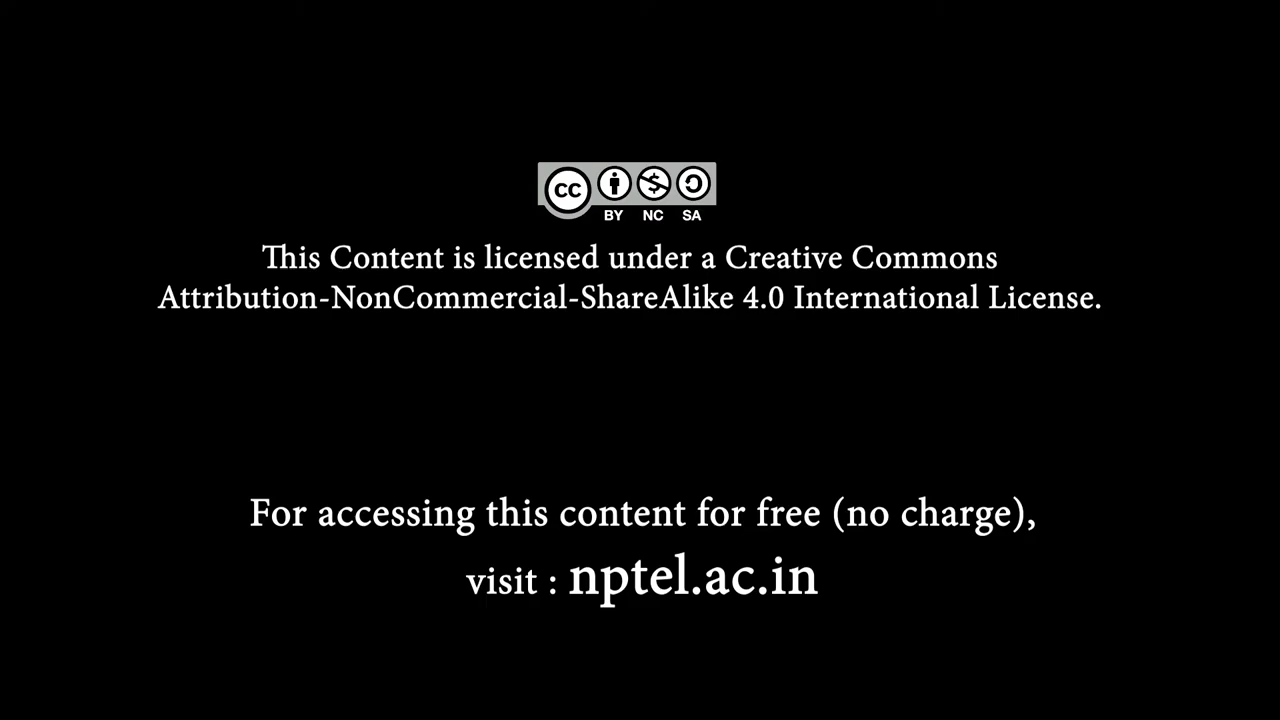 cc
BY NC SA
This Content is licensed under a Creative Commons
Attribution-NonCommercial-ShareAlike 4.0 International License.
For accessing this content for free (no charge),
visit : nptel.ac.in